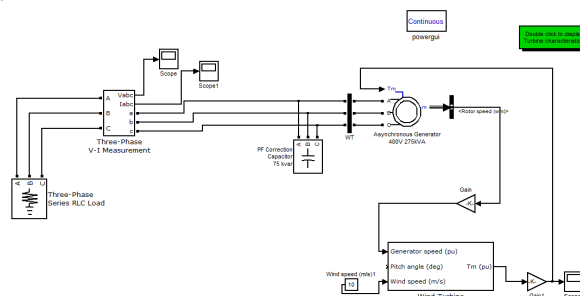 Continuous
powergui
Double click to display
Turbine characteristics
Scope
Scope1
A
B
C
Vabc
Iabc
a
b
c
Three-Phase
V-I Measurement
A B C
Three-Phase
Series RLC Load
PF Correction
Capacitor
75 kvar
A B C
WT
Tm
A
B
C
m
<Rotor speed (wm)>
Asynchronous Generator
480V 275kVA
Gain
-K-
Generator speed (pu)
Pitch angle (deg)
Tm (pu)
Wind speed (m/s)
Wind speed (m/s)1
10
Wind Turbine
-K-
Gain1